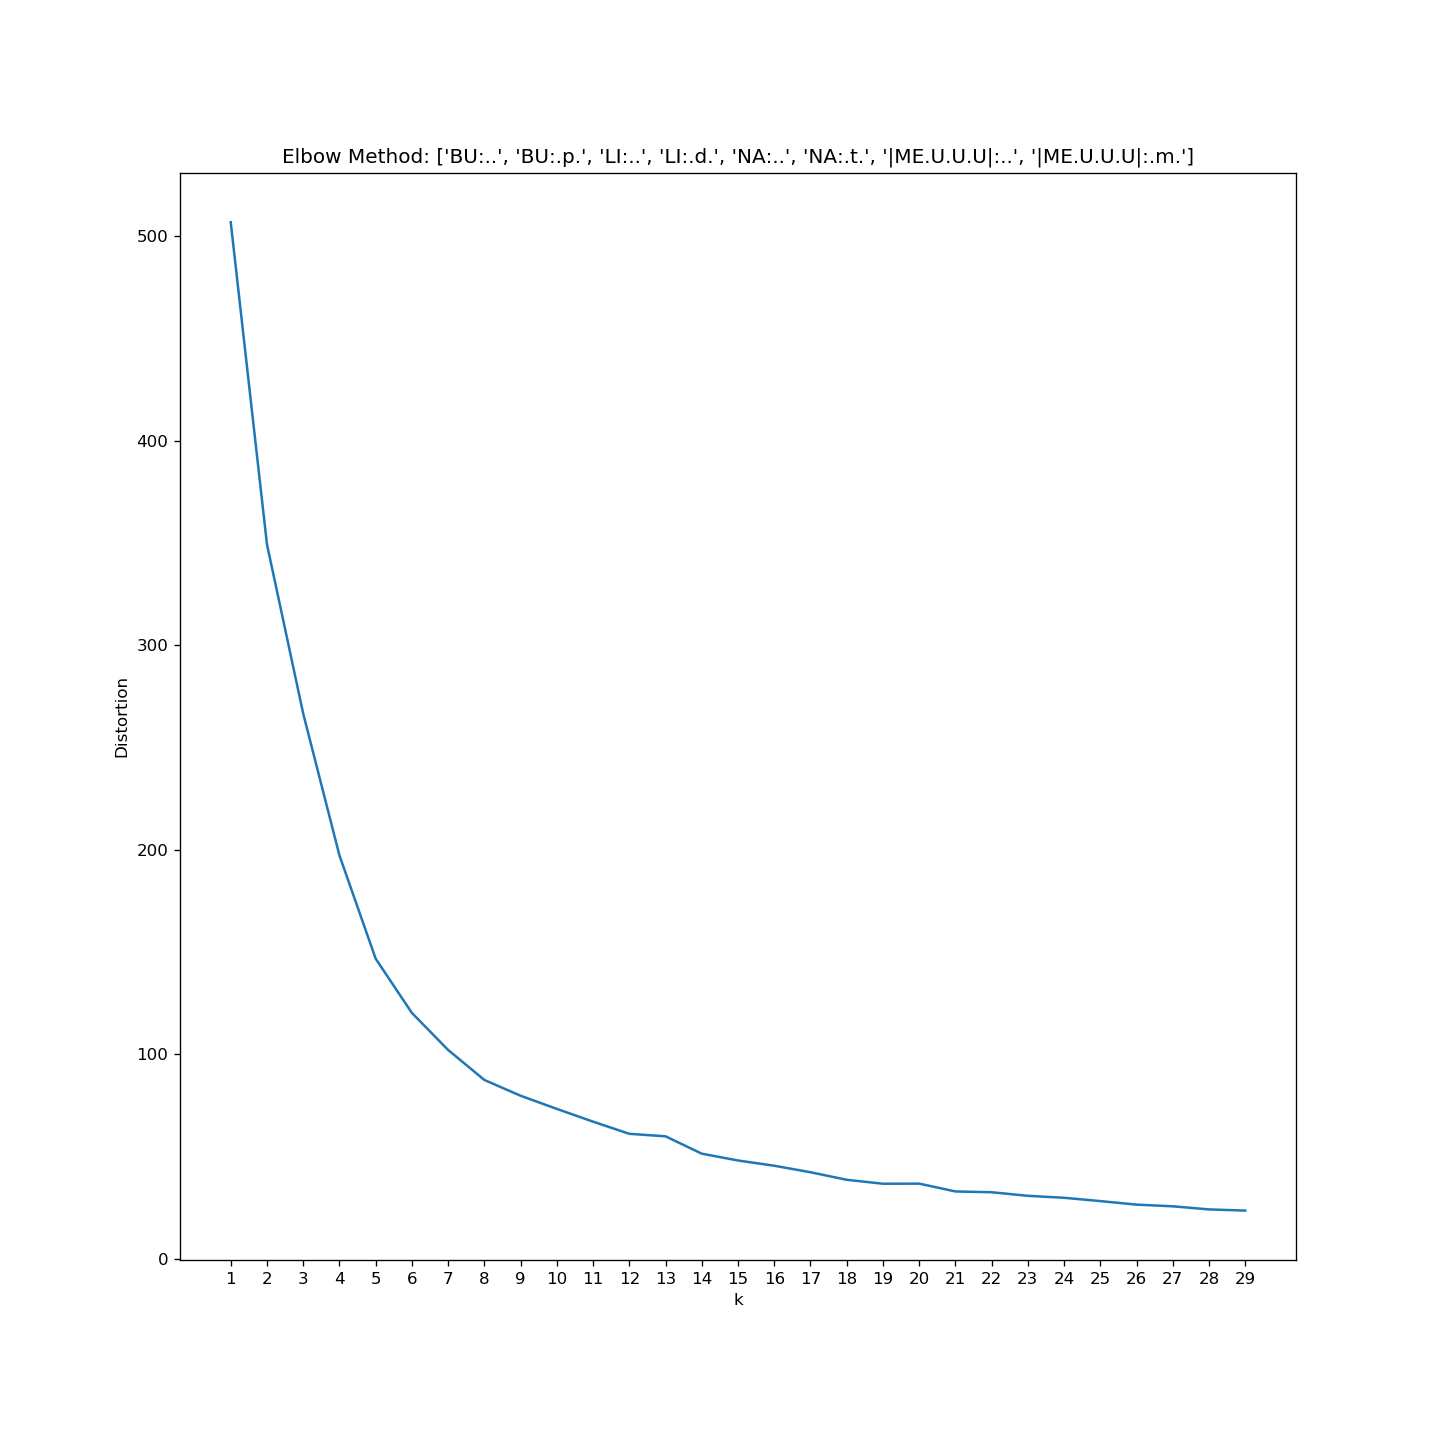 Elbow Method: ['BU:..', 'BU:.p.', 'LI:..', 'LI:.d.', 'NA:..', 'NA:.t.', '|ME.U.U.U|:..', '|ME.U.U.U|:.m.']
500
400
300
200
100
0
Distortion
1 2 3 4 5 6 7 8 9 10 11 12 13 14 15 16 17 18 19 20 21 22 23 24 25 26 27 28 29
k